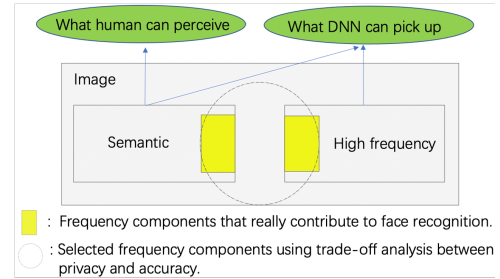 What human can perceive
What DNN can pick up
Image
Semantic
High frequency
: Frequency components that really contribute to face recognition.
: Selected frequency components using trade-off analysis between
privacy and accuracy.